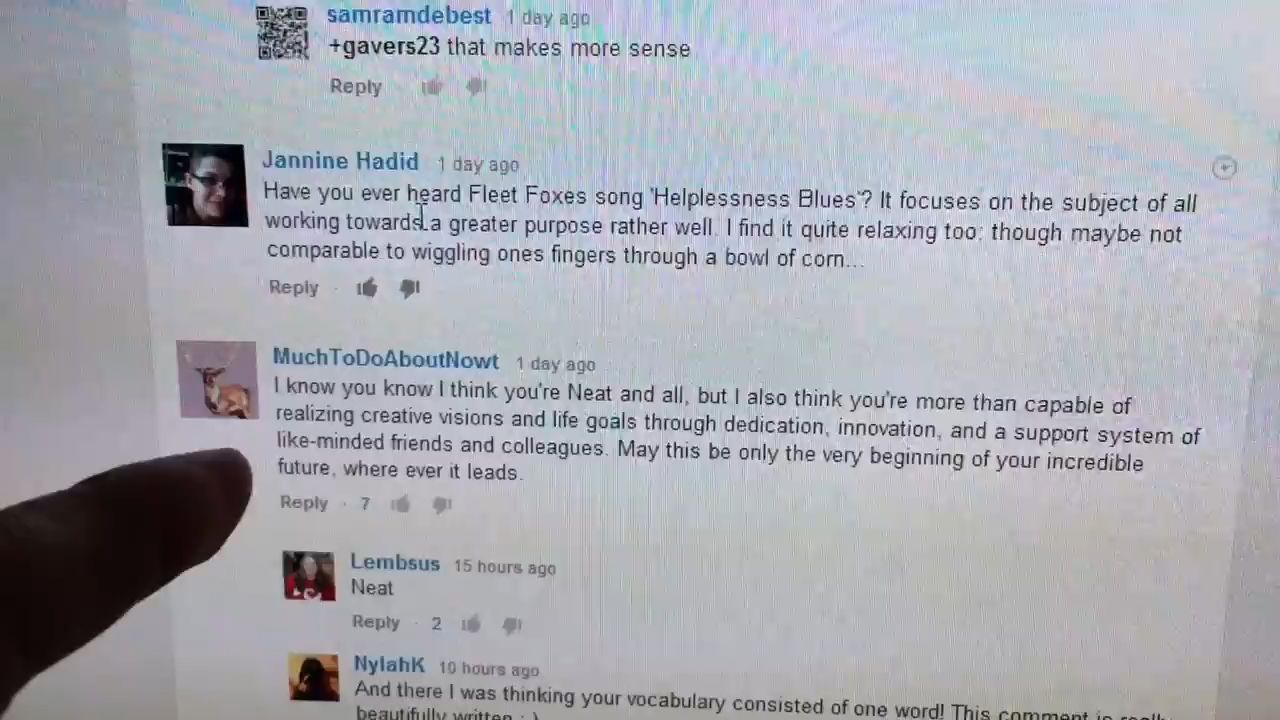 samramdebest 1 day ago
+gavers23 that makes more sense
Reply
Jannine Hadid 1 day ago
Have you ever heard Fleet Foxes song 'Helplessness Blues'? It focuses on the subject of all
working towards a greater purpose rather well. I find it quite relaxing too; though maybe not
comparable to wiggling ones fingers through a bowl of corn...
Reply ·
MuchToDoAboutNowt 1 day ago
I know you know I think you're Neat and all, but I also think you're more than capable of
realizing creative visions and life goals through dedication, innovation, and a support system of
like-minded friends and colleagues. May this be only the very beginning of your incredible
future, where ever it leads.
Reply · 7
Lembsus 15 hours ago
Neat
Reply · 2
NylahK 10 hours ago
And there I was thinking your vocabulary consisted of one word! This comment is really
beautifully written : )